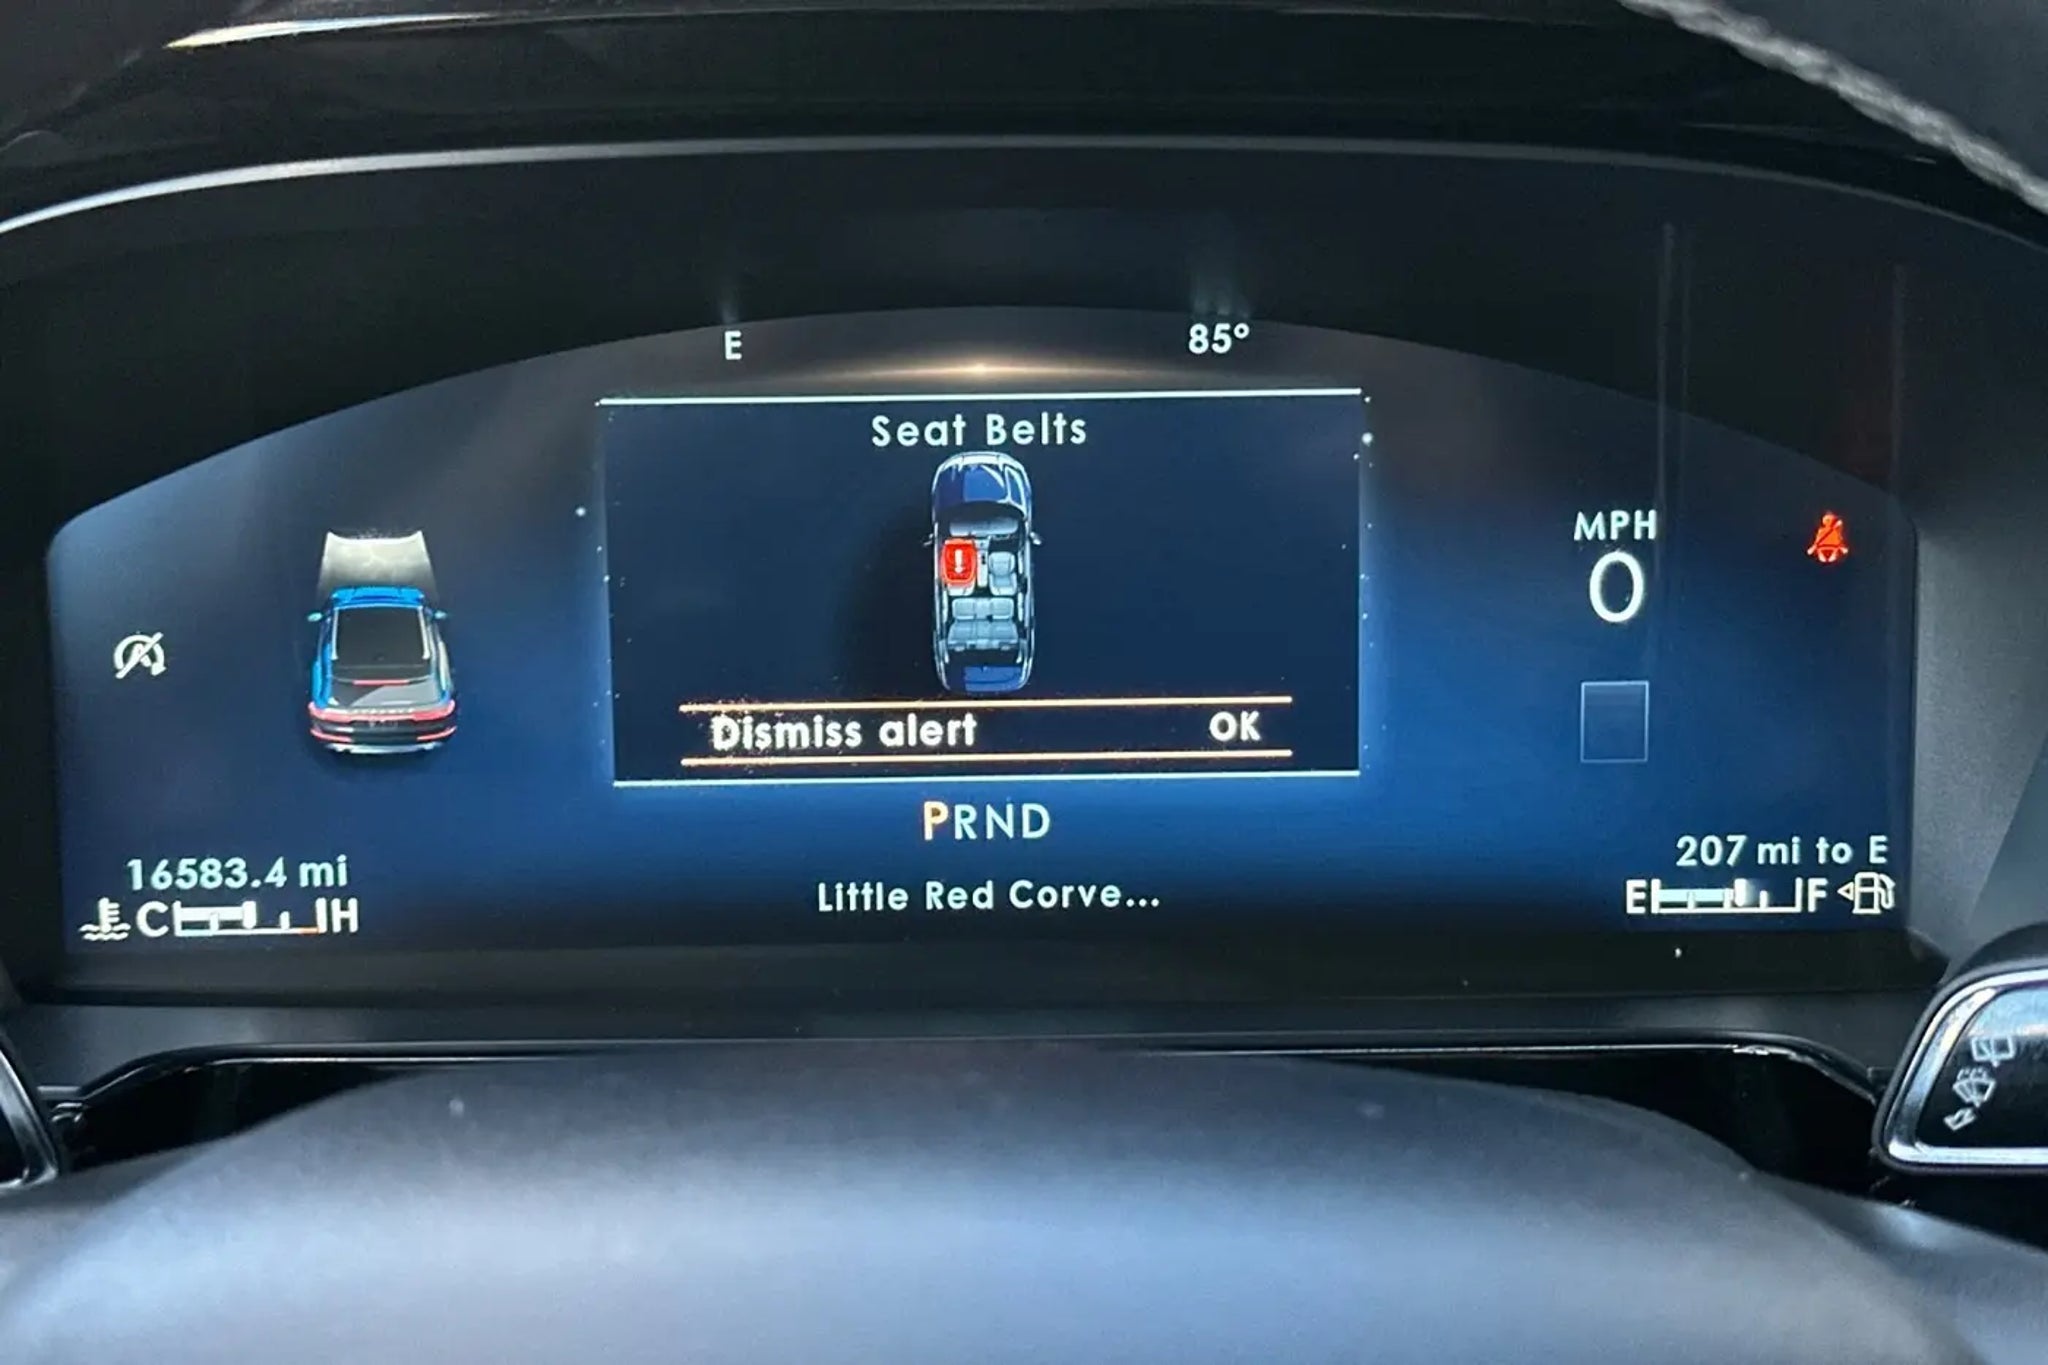 E
85°
Seat Belts
MPH
0
Dismiss alert OK
PRND
16583.4 mi
207 mi to E
C H
Little Red Corve...
E F